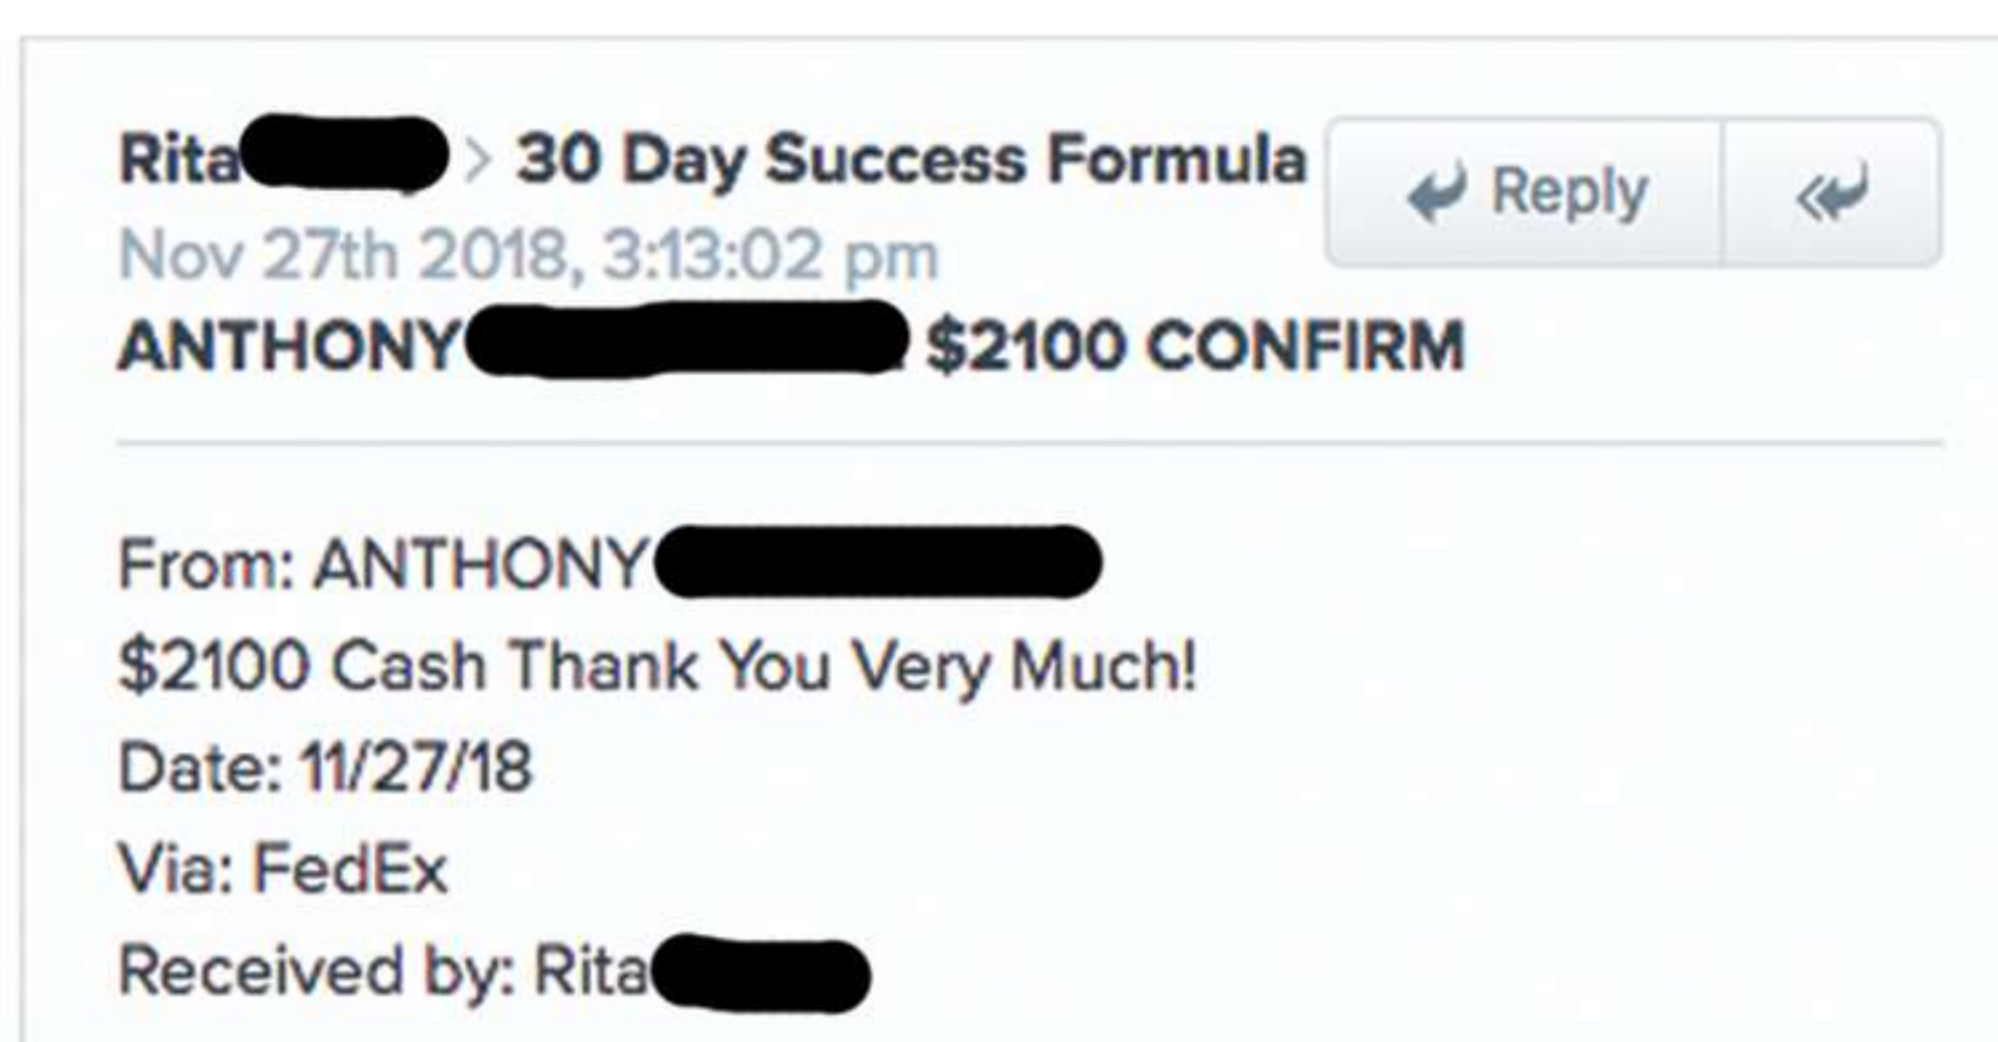 Rita > 30 Day Success Formula
Reply
Nov 27th 2018, 3:13:02 pm
ANTHONY $2100 CONFIRM
From: ANTHONY
$2100 Cash Thank You Very Much!
Date: 11/27/18
Via: FedEx
Received by: Rita